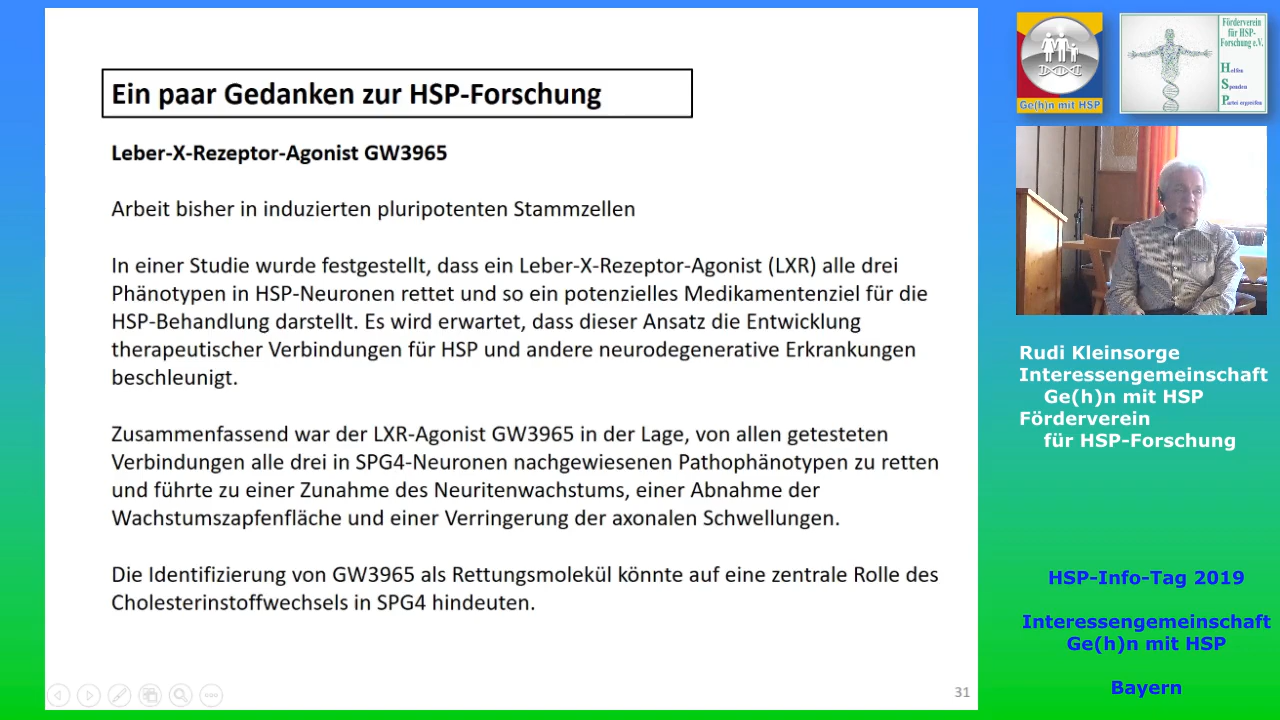 Ein paar Gedanken zur HSP-Forschung
Leber-X-Rezeptor-Agonist GW3965
Arbeit bisher in induzierten pluripotenten Stammzellen
In einer Studie wurde festgestellt, dass ein Leber-X-Rezeptor-Agonist (LXR) alle drei
Phänotypen in HSP-Neuronen rettet und so ein potenzielles Medikamentenziel für die
HSP-Behandlung darstellt. Es wird erwartet, dass dieser Ansatz die Entwicklung
therapeutischer Verbindungen für HSP und andere neurodegenerative Erkrankungen
beschleunigt.
Zusammenfassend war der LXR-Agonist GW3965 in der Lage, von allen getesteten
Verbindungen alle drei in SPG4-Neuronen nachgewiesenen Pathophänotypen zu retten
und führte zu einer Zunahme des Neuritenwachstums, einer Abnahme der
Wachstumszapfenfläche und einer Verringerung der axonalen Schwellungen.
Die Identifizierung von GW3965 als Rettungsmolekül könnte auf eine zentrale Rolle des
Cholesterinstoffwechsels in SPG4 hindeuten.
31
Ge(h)n mit HSP
Förderverein
für HSP-
Forschung e.V.
Helfen
Spenden
Partei ergreifen
Rudi Kleinsorge
Interessengemeinschaft
Ge(h)n mit HSP
Förderverein
für HSP-Forschung
HSP-Info-Tag 2019
Interessengemeinschaft
Ge(h)n mit HSP
Bayern